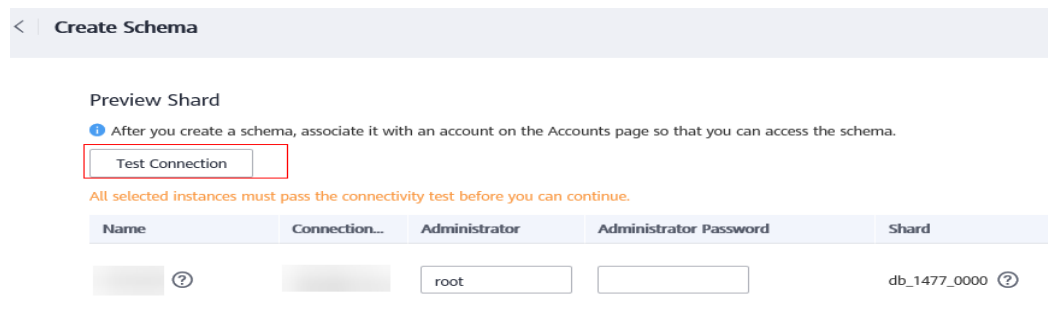 < Create Schema
Preview Shard
After you create a schema, associate it with an account on the Accounts page so that you can access the schema.
Test Connection
All selected instances must pass the connectivity test before you can continue.
Name Connection... Administrator Administrator Password Shard
root db_1477_0000